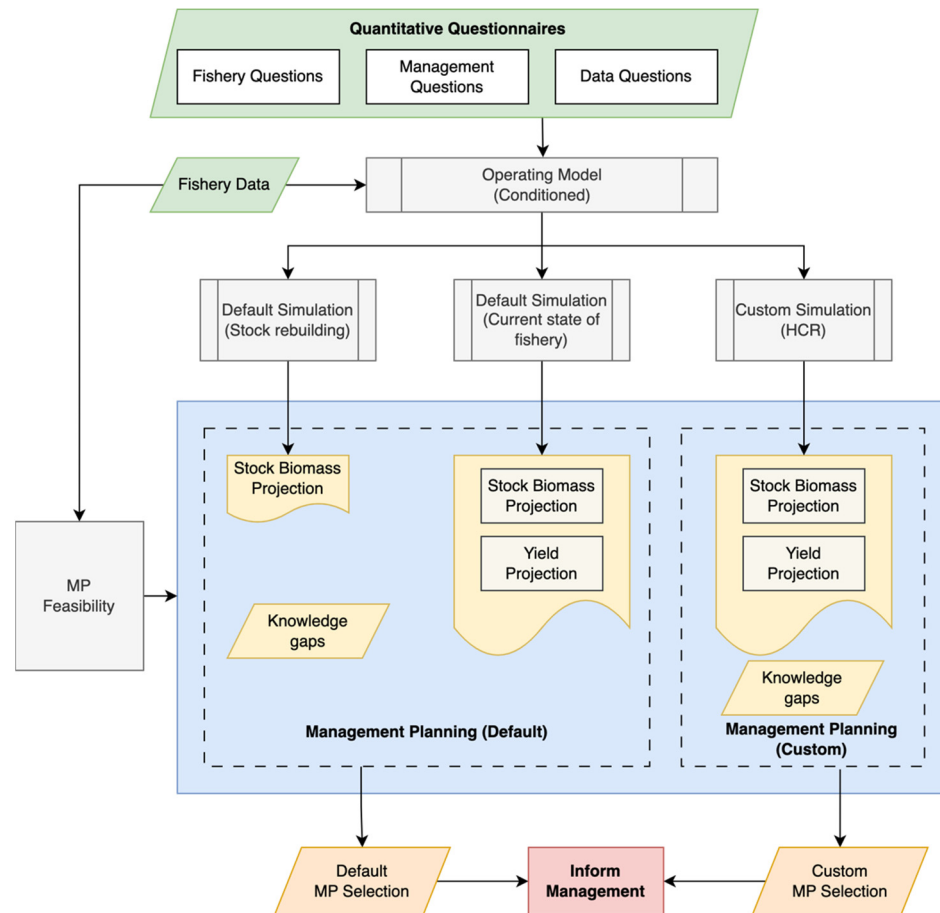 Quantitative Questionnaires
Fishery Questions
Management
Questions
Data Questions
Fishery Data
Operating Model
(Conditioned)
Default Simulation
(Stock rebuilding)
Default Simulation
(Current state of
fishery)
Custom Simulation
(HCR)
Stock Biomass
Projection
Stock Biomass
Projection
Yield
Projection
Stock Biomass
Projection
Yield
Projection
MP
Feasibility
Knowledge
gaps
Knowledge
gaps
Management Planning (Default)
Management Planning
(Custom)
Default
MP Selection
Inform
Management
Custom
MP Selection